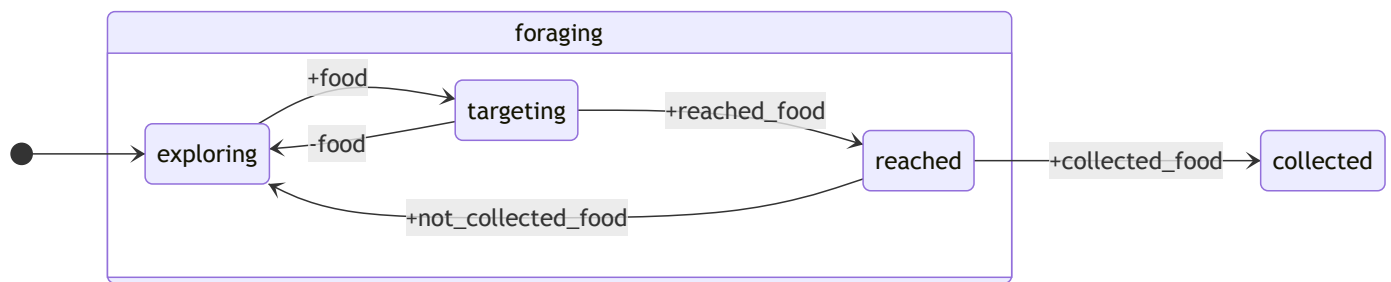 foraging
+food
targeting
+reached_food
-food
exploring
reached
+collected_food
collected
+not_collected_food